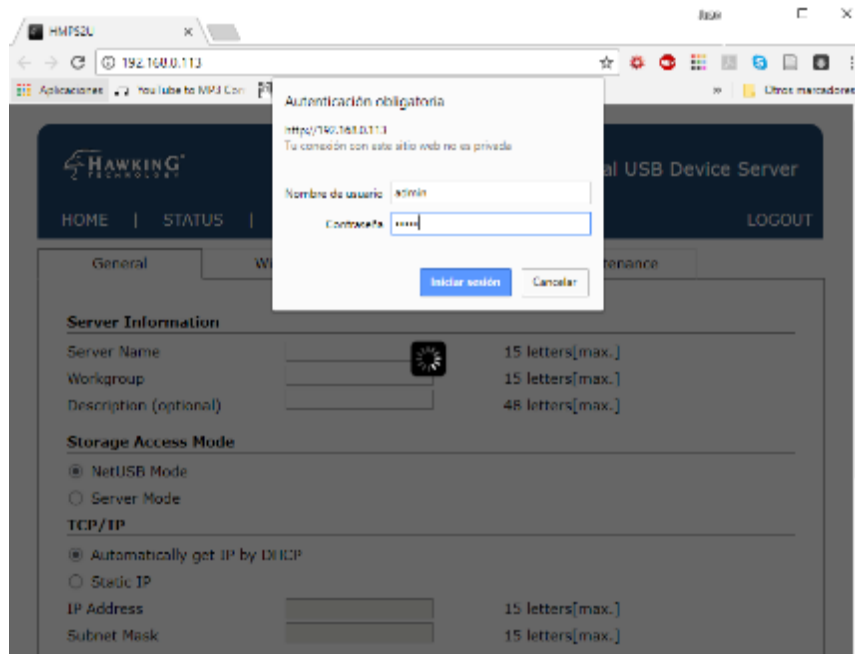 HMPS2U
192.168.0.113
Aplicaciones YouTube to MP3 Con
» Otros marcadores
Autenticación obligatoria
http://192.168.0.113
Tu conexión con este sitio web no es privada
Nombre de usuario admin
Contraseña •••••
Iniciar sesión Cancelar
HAWKING
TECHNOLOGY
al USB Device Server
HOME | STATUS |
LOGOUT
General
tenance
Server Information
Server Name 15 letters[max.]
Workgroup 15 letters[max.]
Description (optional) 48 letters[max.]
Storage Access Mode
NetUSB Mode
Server Mode
TCP/IP
Automatically get IP by DHCP
Static IP
IP Address 15 letters[max.]
Subnet Mask 15 letters[max.]